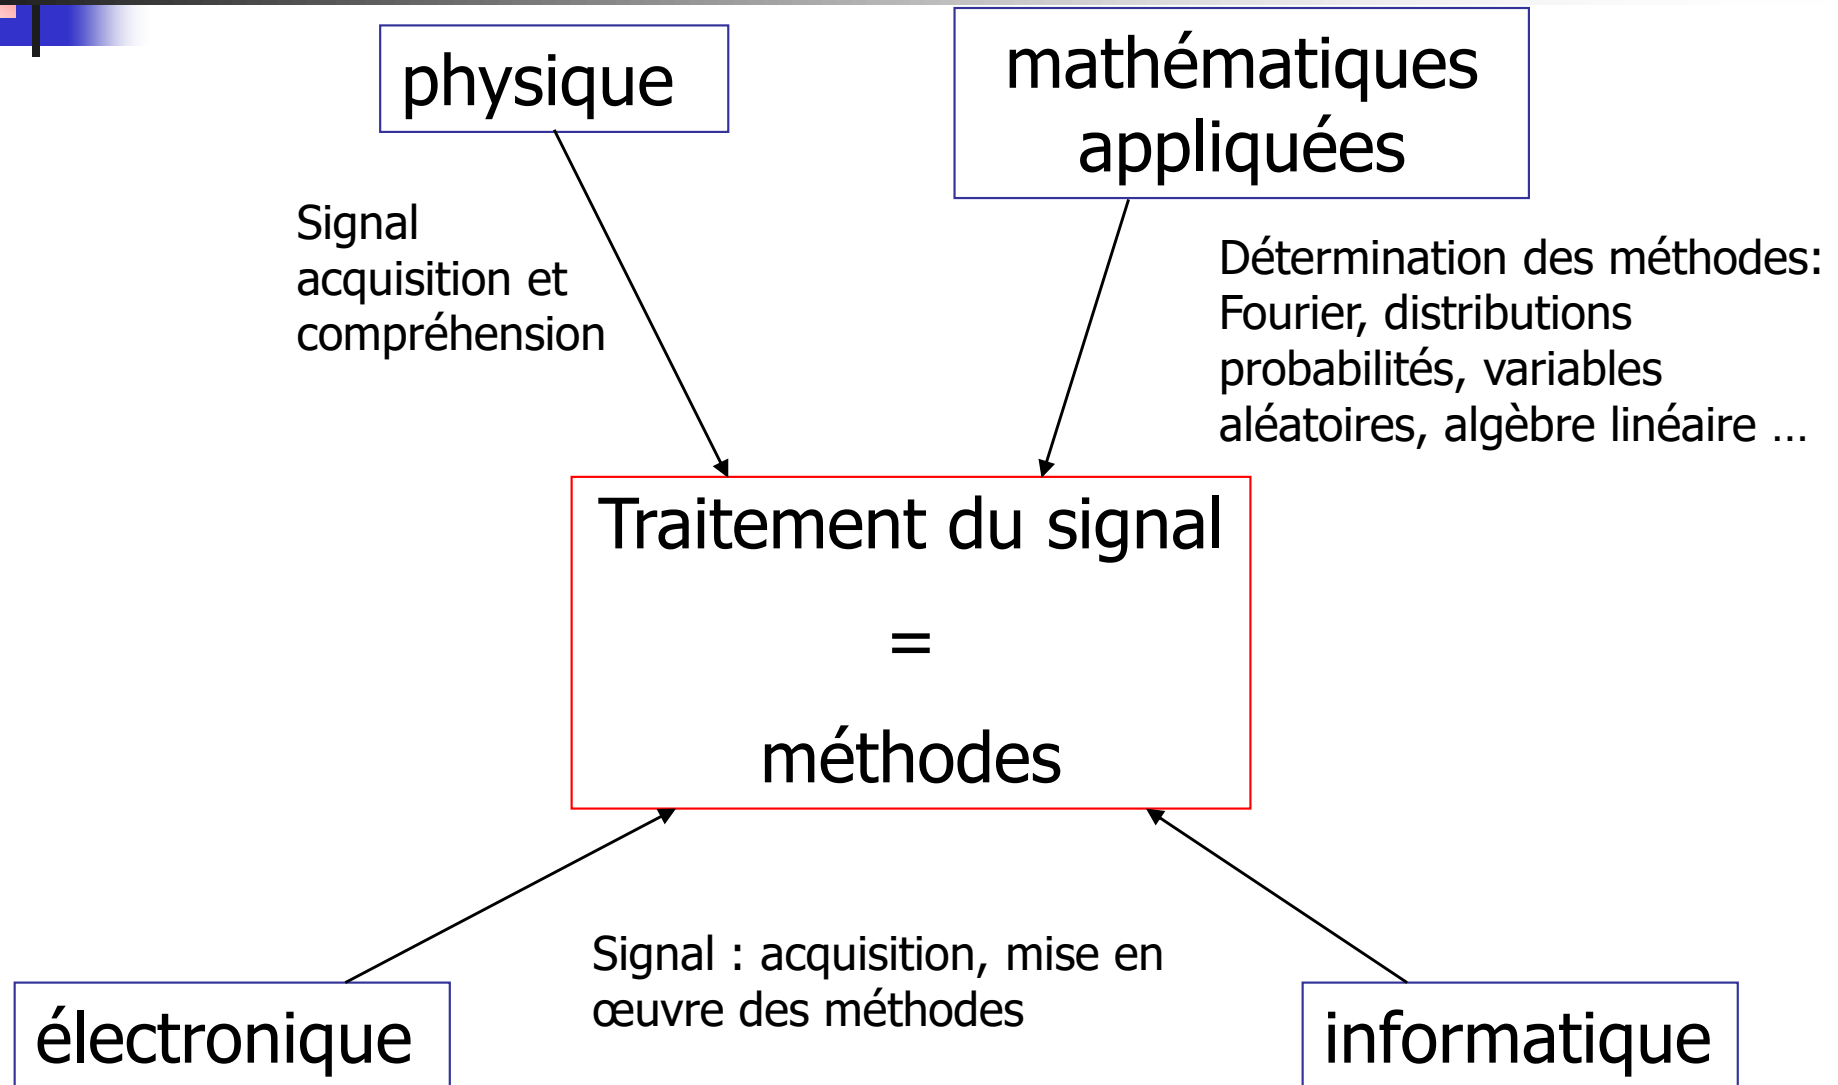 physique
mathématiques
appliquées
Signal
acquisition et
compréhension
Détermination des méthodes:
Fourier, distributions
probabilités, variables
aléatoires, algèbre linéaire ...
Traitement du signal
=
méthodes
Signal : acquisition, mise en
œuvre des méthodes
électronique
informatique